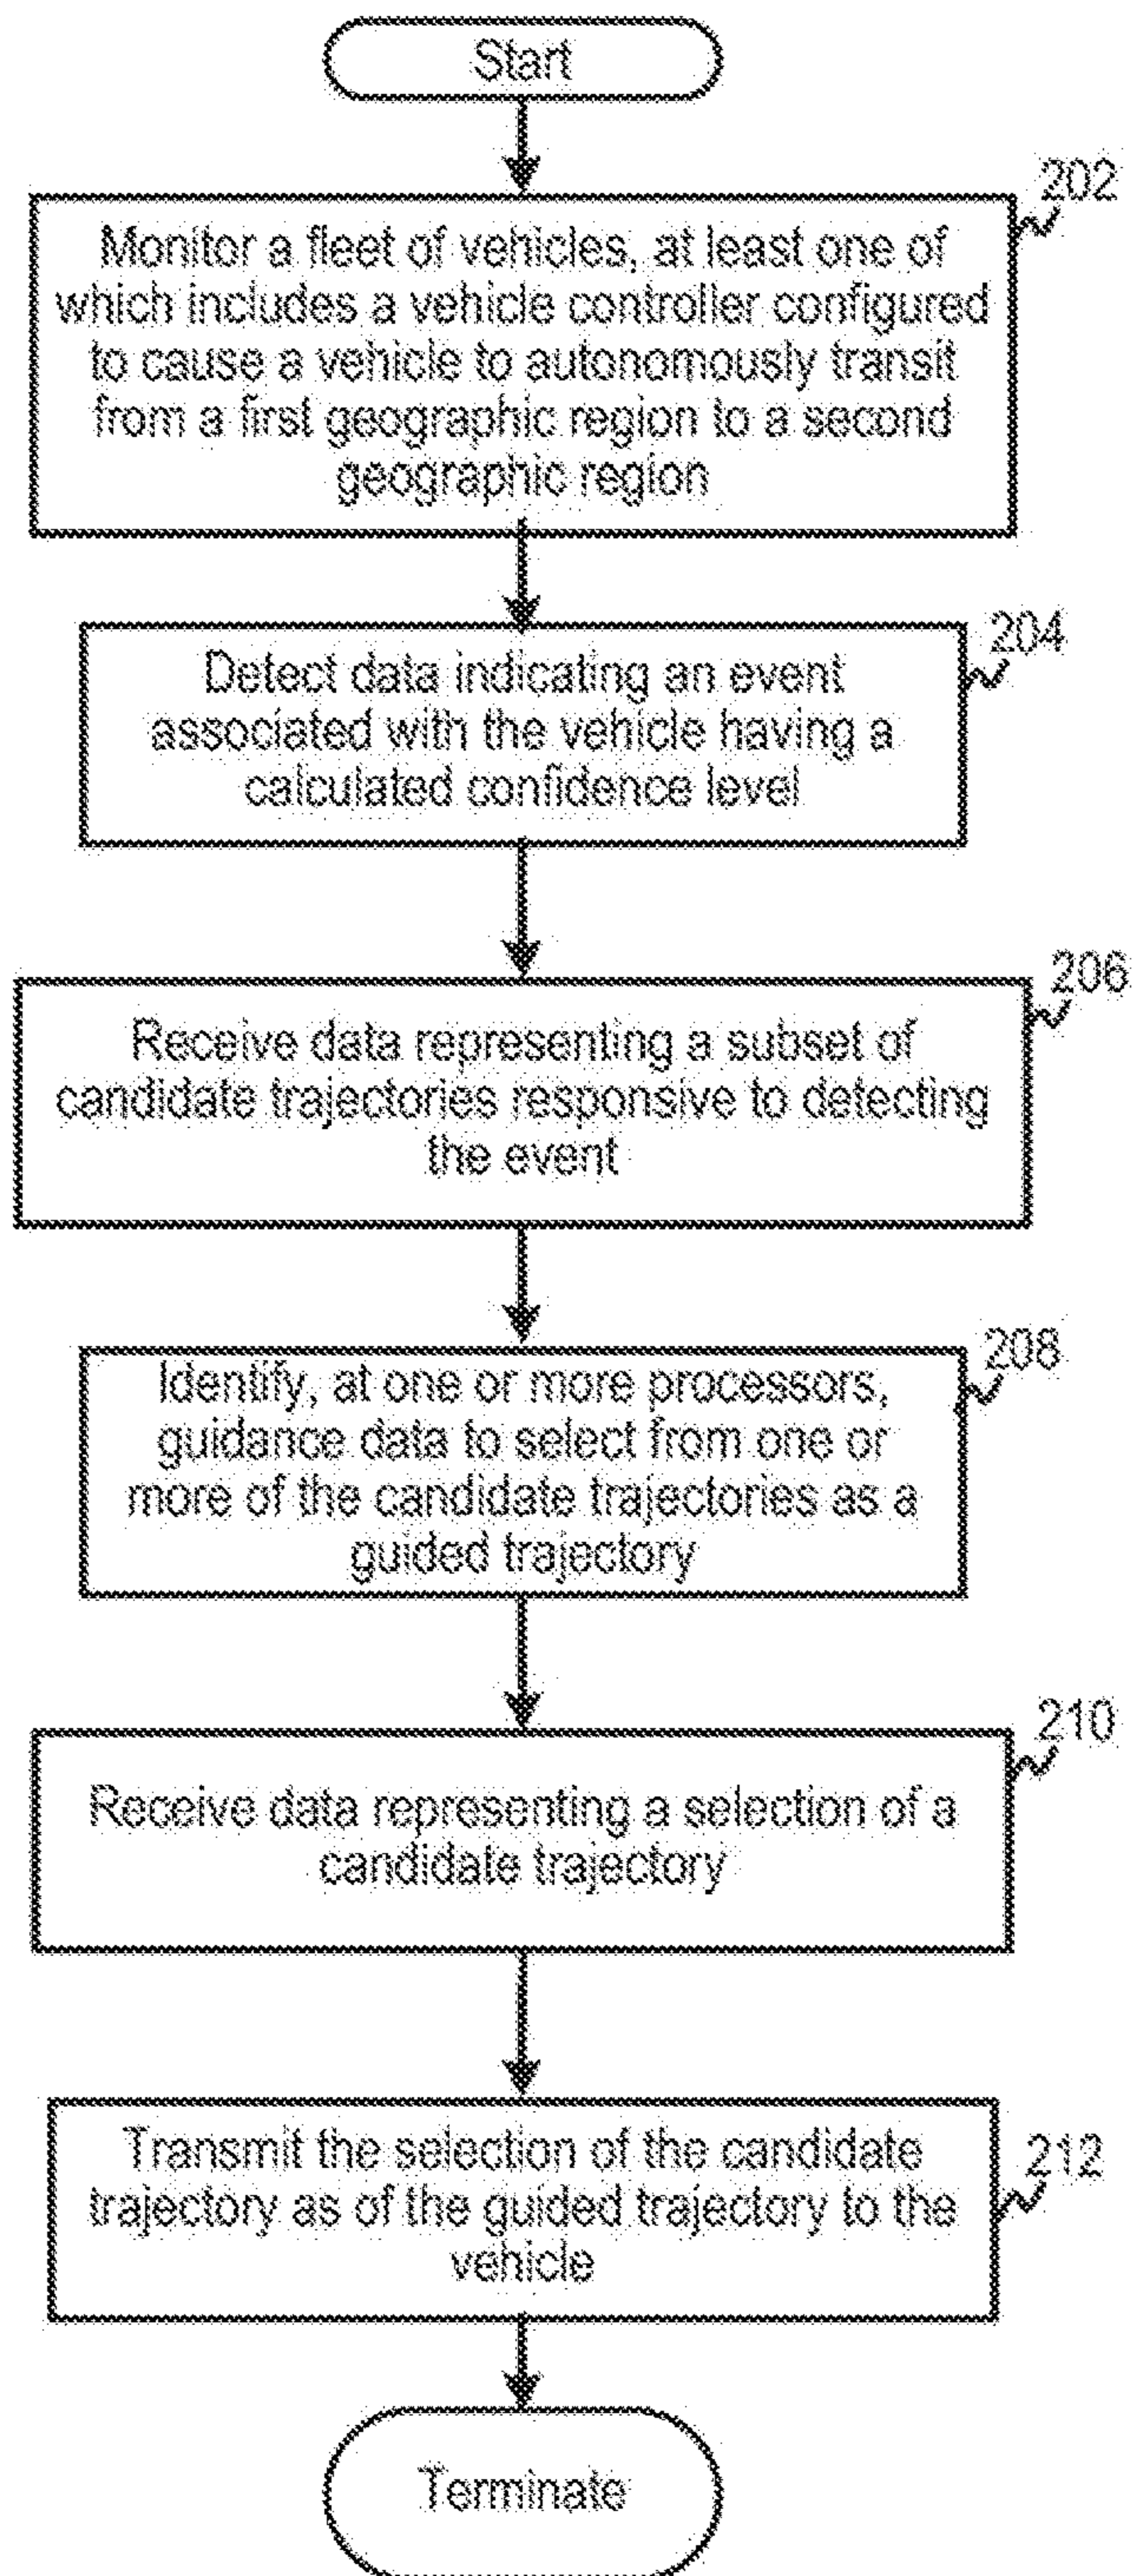 Start
202
Monitor a fleet of vehicles, at least one of
which includes a vehicle controller configured
to cause a vehicle to autonomously transit
from a first geographic region to a second
geographic region
204
Detect data indicating an event
associated with the vehicle having a
calculated confidence level
206
Receive data representing a subset of
candidate trajectories responsive to detecting
the event
208
Identify, at one or more processors,
guidance data to select from one or
more of the candidate trajectories as a
guided trajectory
210
Receive data representing a selection of a
candidate trajectory
212
Transmit the selection of the candidate
trajectory as of the guided trajectory to the
vehicle
Terminate